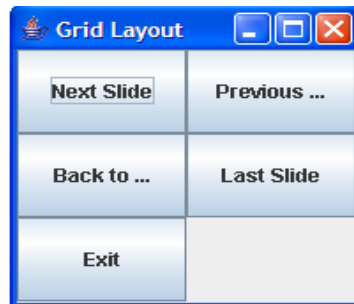 Grid Layout
Next Slide
Previous ...
Back to ...
Last Slide
Exit